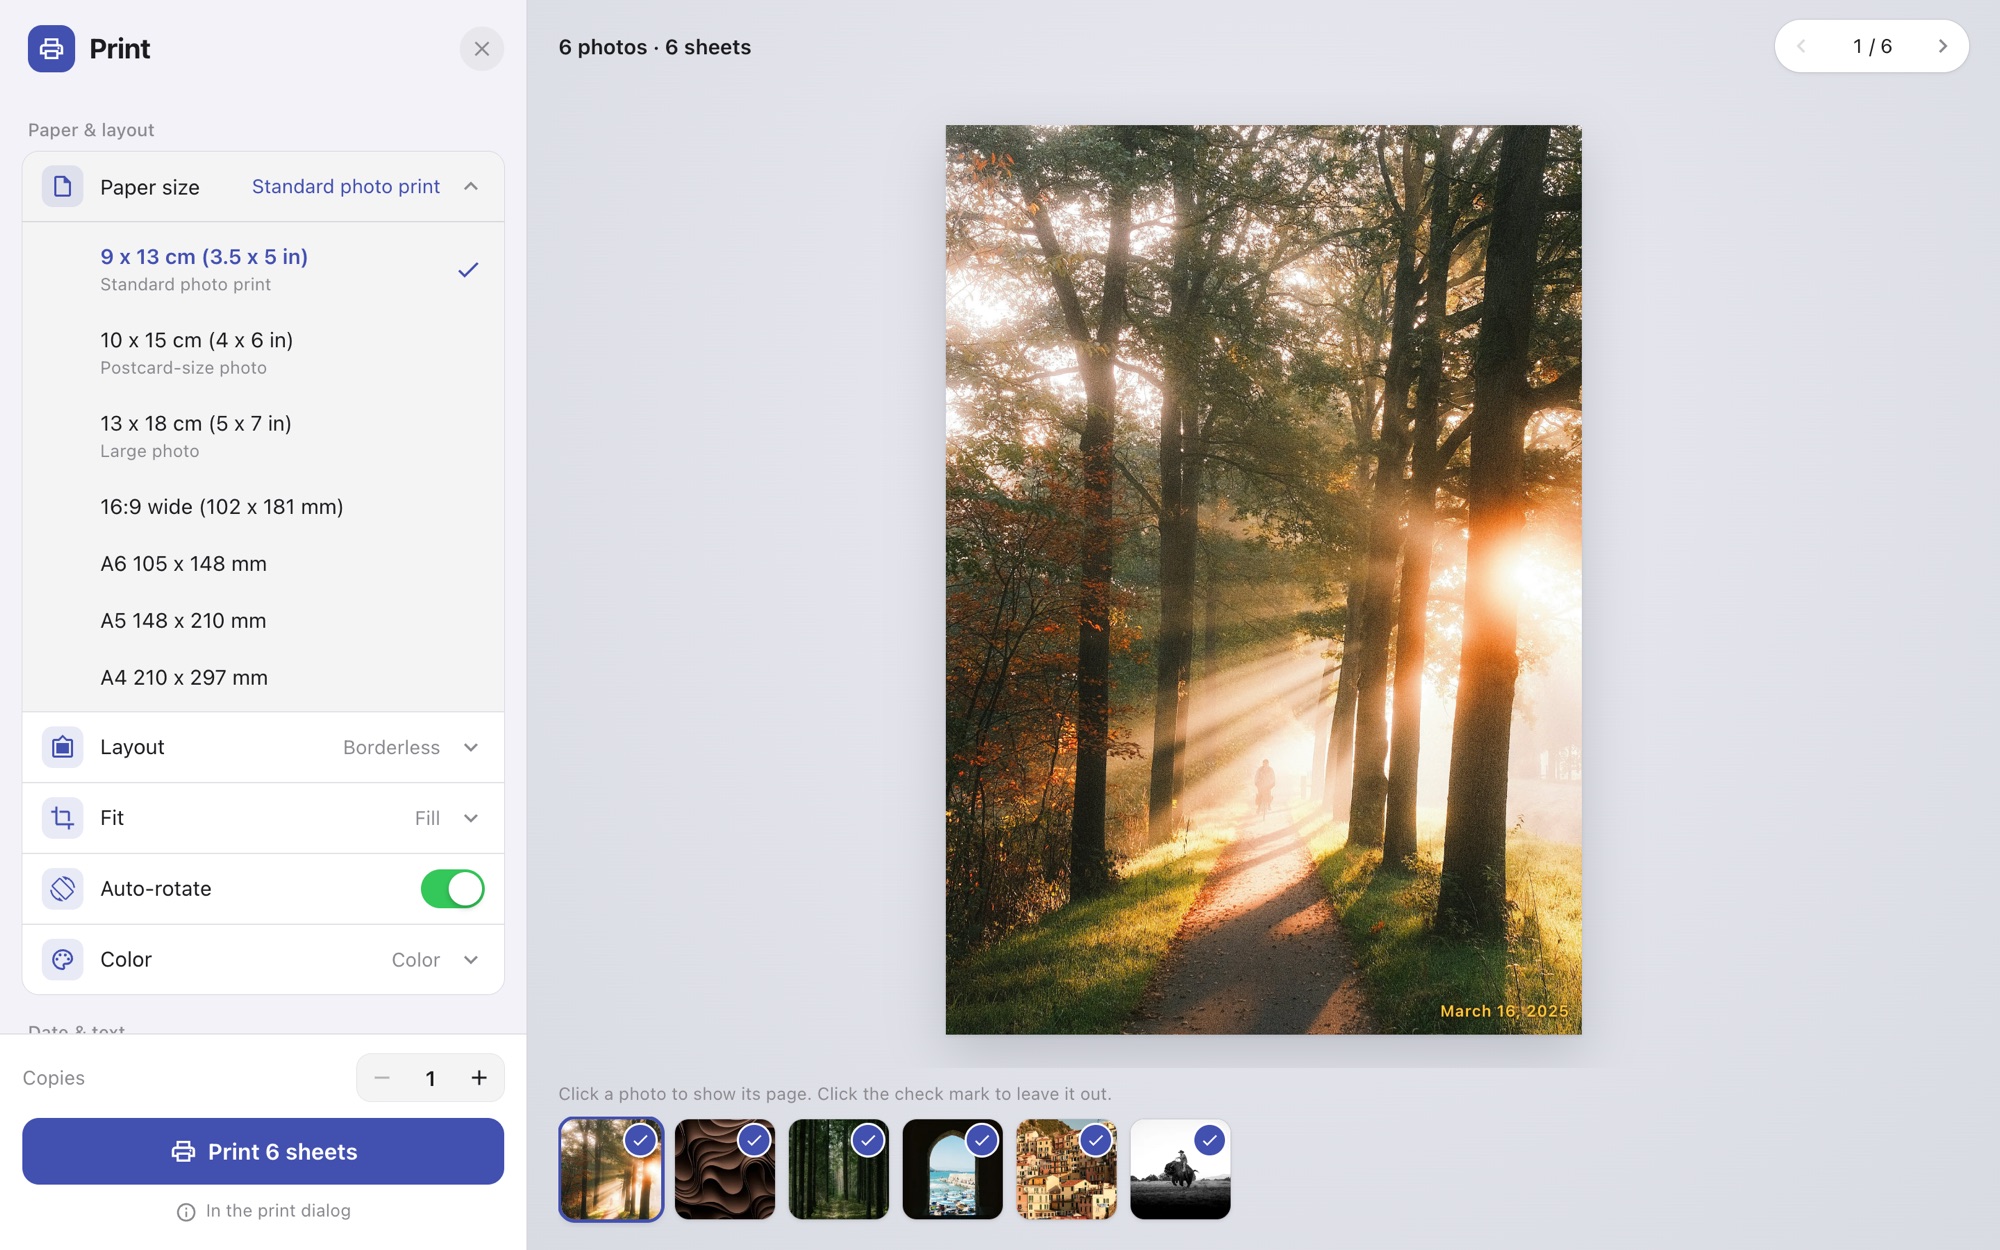 Print
Paper & layout
Paper size
Standard photo print
9 x 13 cm (3.5 x 5 in)
Standard photo print
10 x 15 cm (4 x 6 in)
Postcard-size photo
13 x 18 cm (5 x 7 in)
Large photo
16:9 wide (102 x 181 mm)
A6 105 x 148 mm
A5 148 x 210 mm
A4 210 x 297 mm
Layout
Borderless
Fit
Fill
Auto-rotate
Color
Color
Date & text
Copies
1
Print 6 sheets
In the print dialog
6 photos · 6 sheets
1 / 6
March 16, 2025
Click a photo to show its page. Click the check mark to leave it out.